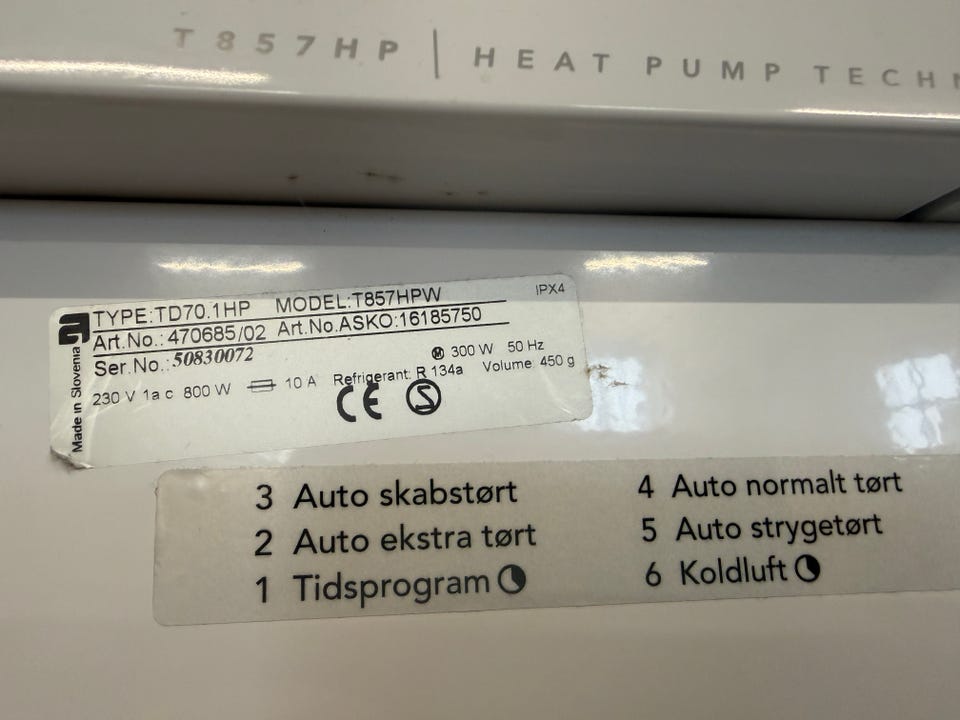 T857HP | HEAT PUMP TECH
TYPE:TD70.1HP MODEL:T857HPW IPX4
Art.No.: 470685/02 Art.No.ASKO:16185750
Ser.No.: 50830072
M 300 W 50 Hz
230 V 1a c 800 W 10 A Refrigerant: R 134a Volume: 450 g
CE S
Made in Slovenia
3 Auto skabstørt
2 Auto ekstra tørt
1 Tidsprogram
4 Auto normalt tørt
5 Auto strygetørt
6 Koldluft